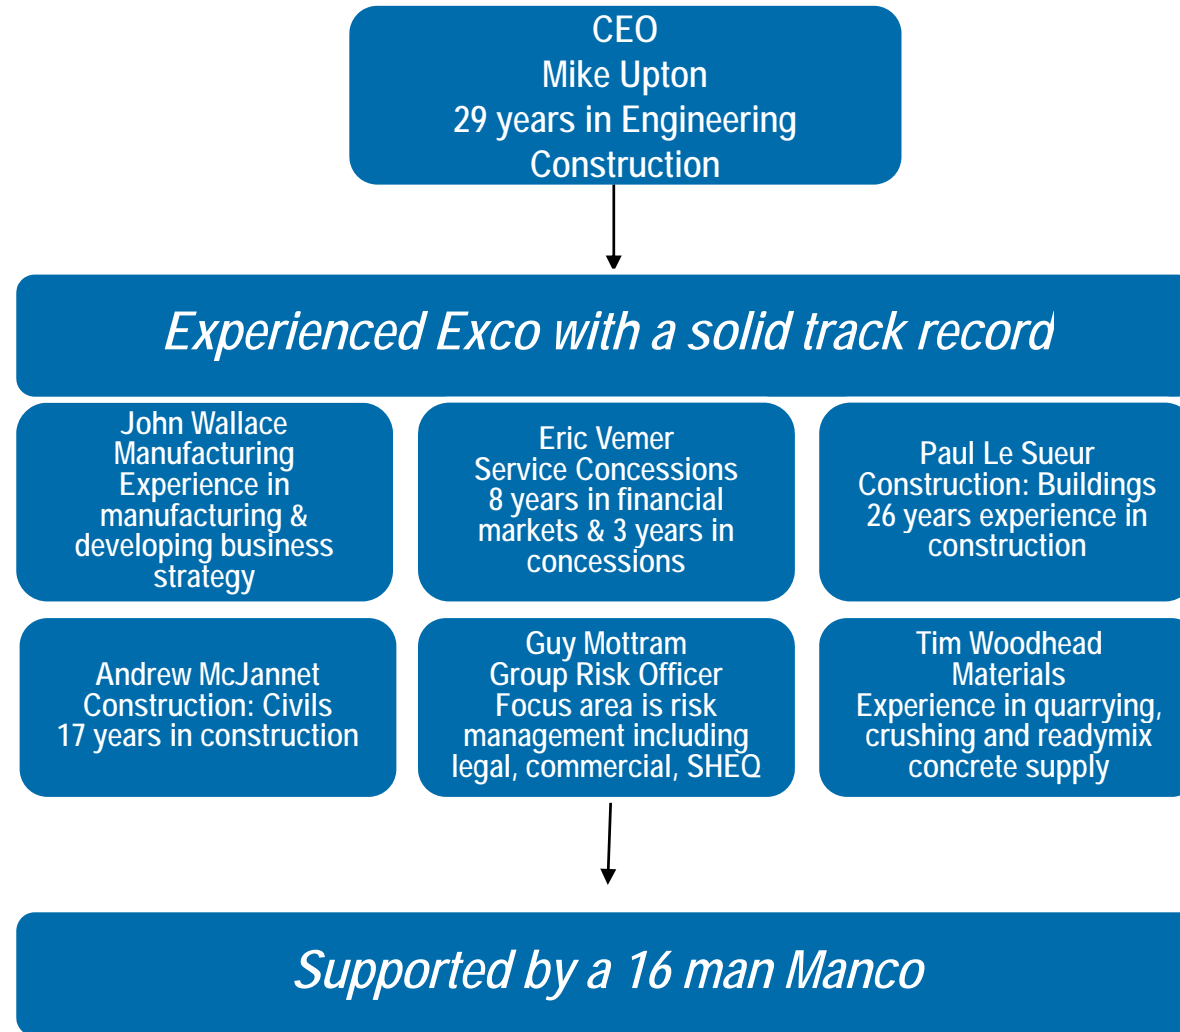 CEO
Mike Upton
29 years in Engineering
Construction
Experienced Exco with a solid track record
John Wallace
Manufacturing
Experience in
manufacturing &
developing business
strategy
Eric Vemer
Service Concessions
8 years in financial
markets & 3 years in
concessions
Paul Le Sueur
Construction: Buildings
26 years experience in
construction
Andrew McJannet
Construction: Civils
17 years in construction
Guy Mottram
Group Risk Officer
Focus area is risk
management including
legal, commercial, SHEQ
Tim Woodhead
Materials
Experience in quarrying,
crushing and readymix
concrete supply
Supported by a 16 man Manco